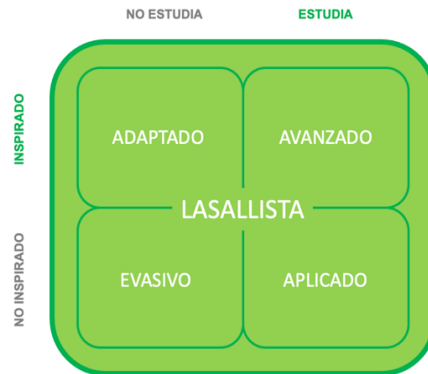 NO ESTUDIA ESTUDIA
INSPIRADO
ADAPTADO AVANZADO
LASALLISTA
NO INSPIRADO
EVASIVO APLICADO